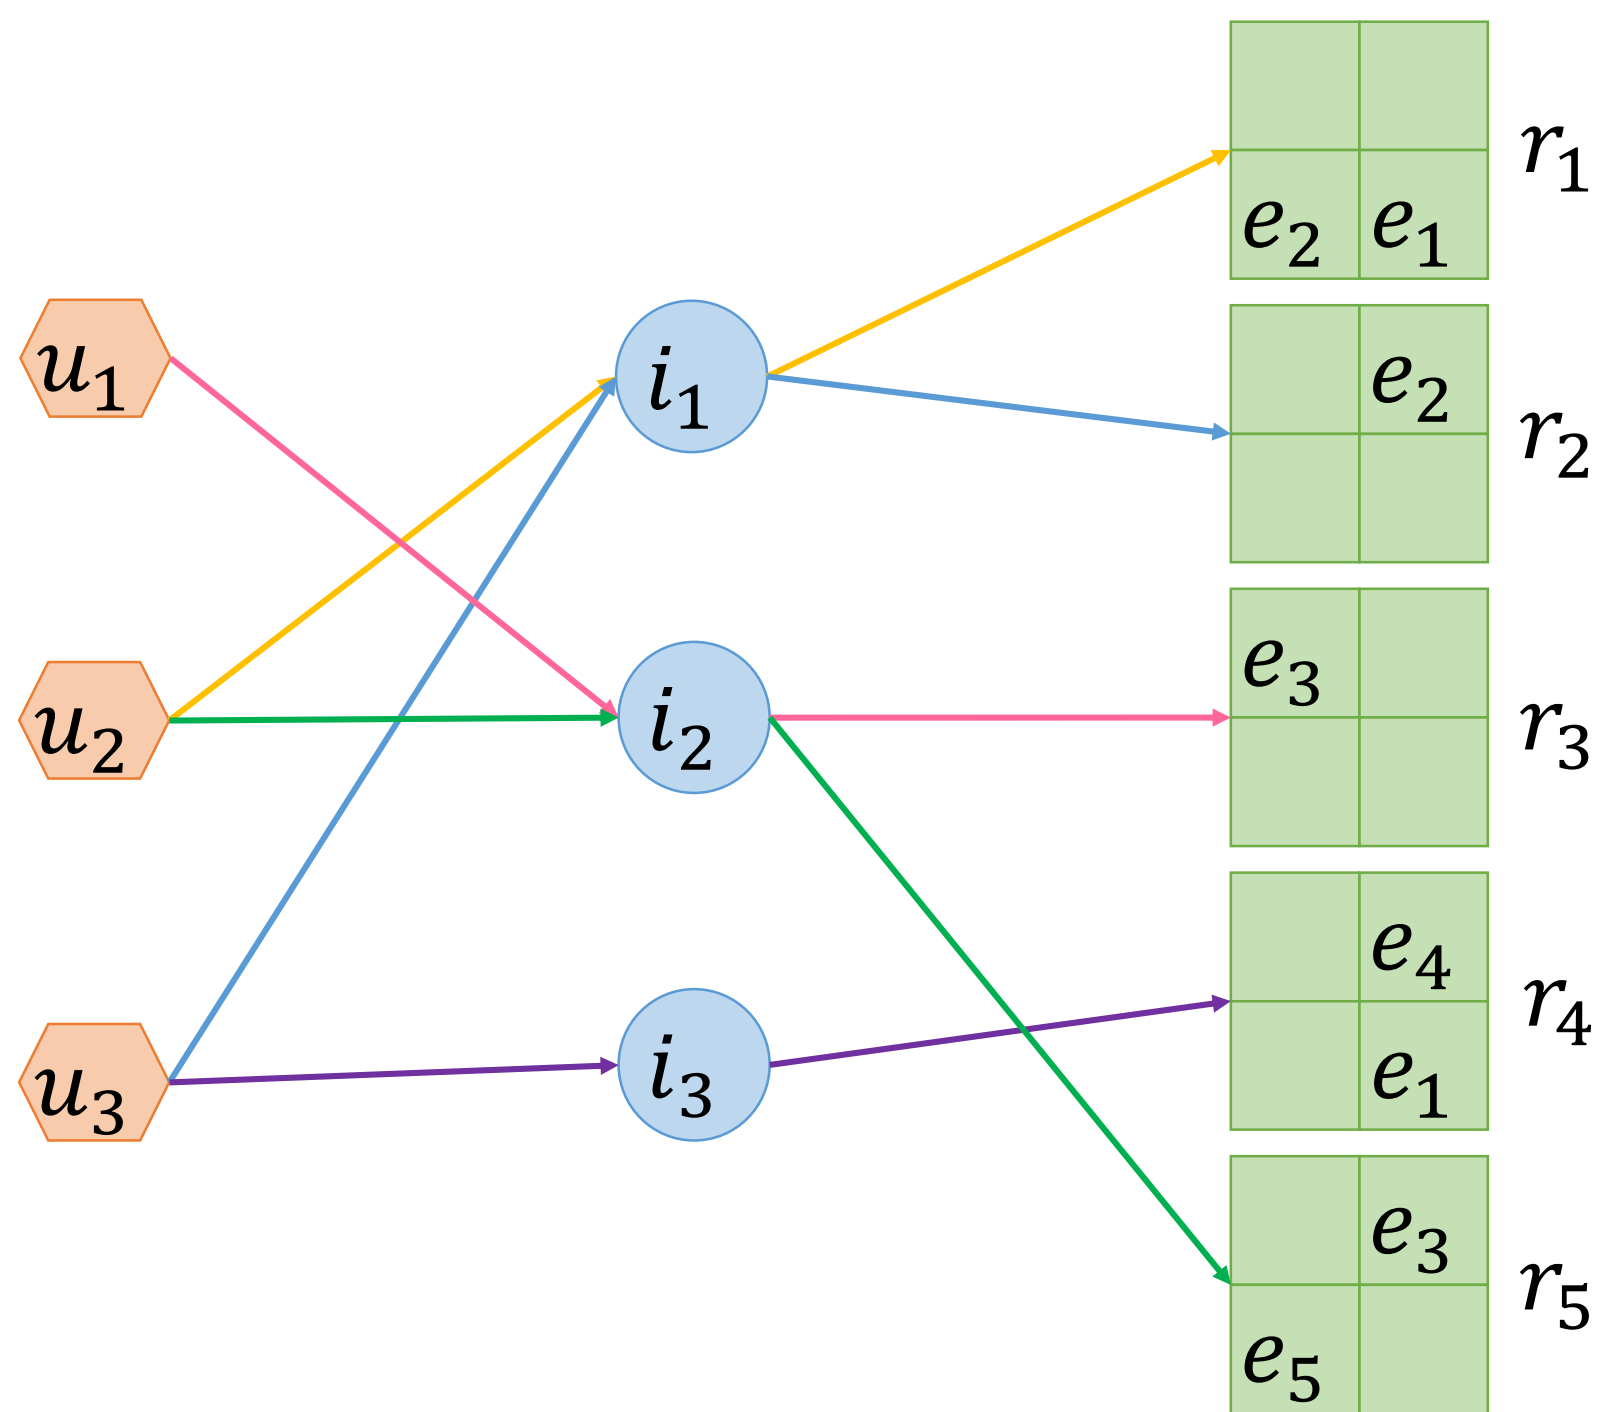 r₁
e₂ e₁
u₁
i₁
e₂
r₂
e₃
u₂
i₂
r₃
e₄
r₄
u₃
i₃
e₁
e₃
r₅
e₅